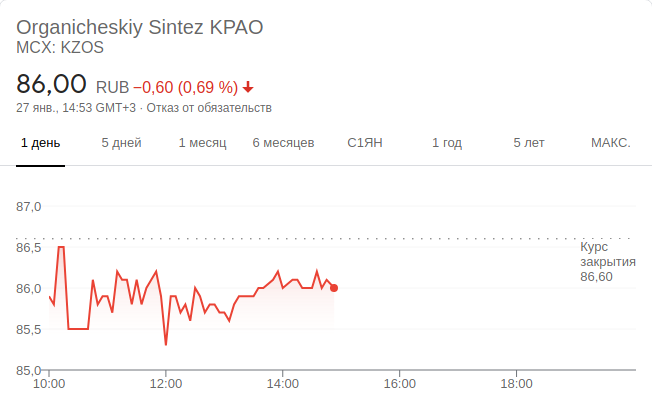 Organicheskiy Sintez KPAO
MCX: KZOS
86,00 RUB −0,60 (0,69 %)
27 янв., 14:53 GMT+3 · Отказ от обязательств
1 день 5 дней 1 месяц 6 месяцев С1ЯН 1 год 5 лет МАКС.
87,0
86,5
86,0
85,5
85,0
Курс
закрытия
86,60
10:00 12:00 14:00 16:00 18:00